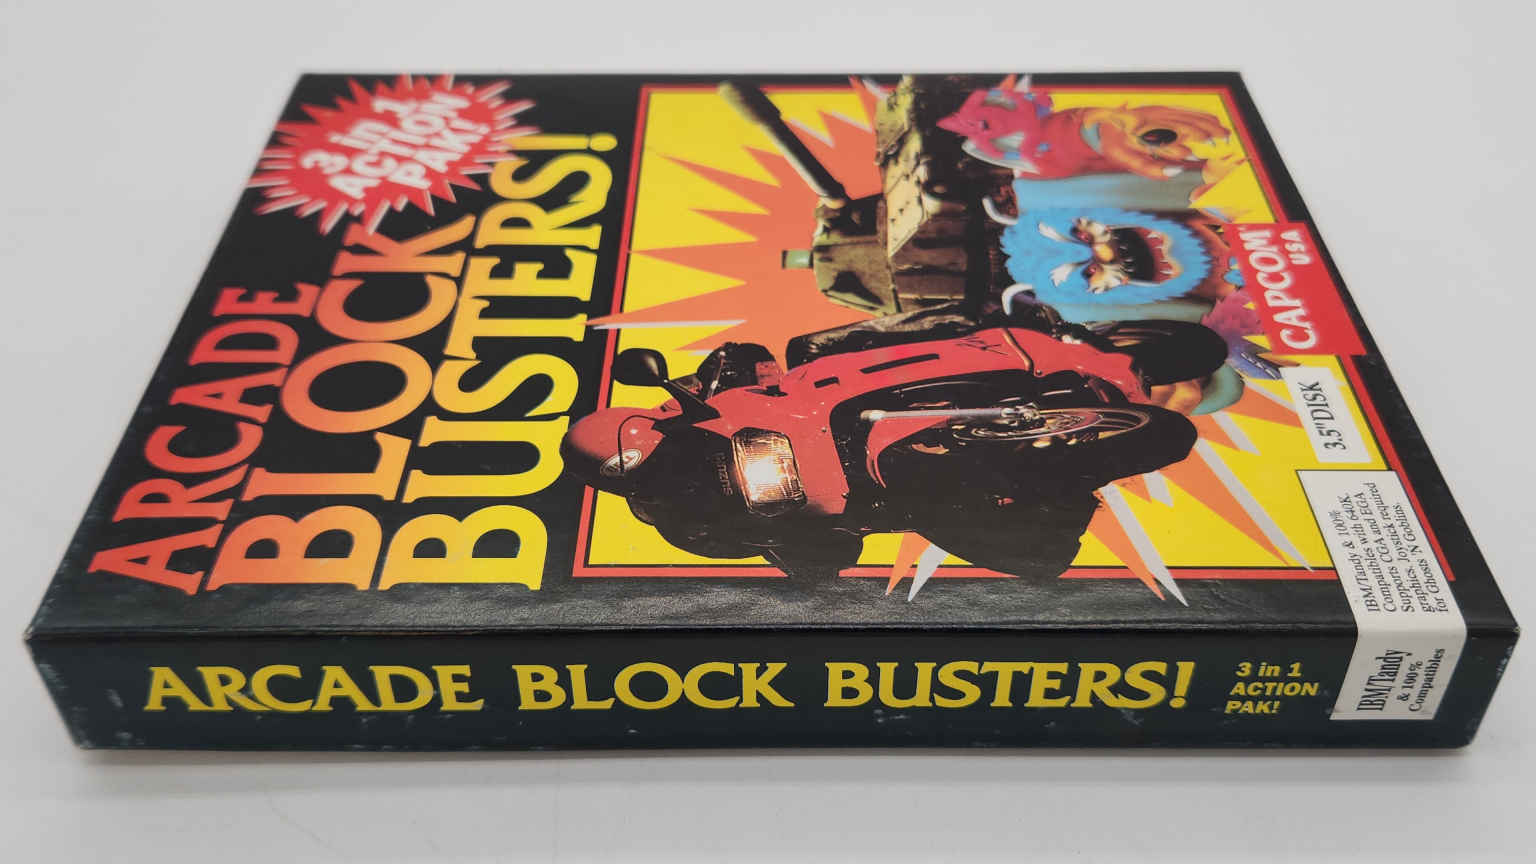 3 in 1
ACTION
PAK!
ARCADE
BLOCK
BUSTERS!
SUZUKI
CAPCOM
USA
3.5" DISK
IBM/Tandy & 100%
Compatibles with 640K.
Supports CGA and EGA
graphics. Joystick required
for Ghosts 'N Goblins.
ARCADE BLOCK BUSTERS!
3 in 1
ACTION
PAK!
IBM/Tandy
& 100%
Compatibles